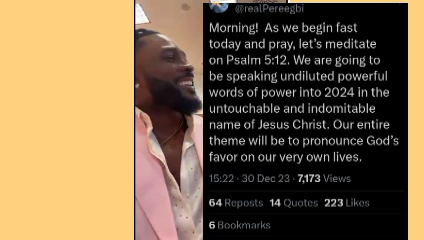 @realPereegbi
Morning! As we begin fast
today and pray, let's meditate
on Psalm 5:12. We are going to
be speaking undiluted powerful
words of power into 2024 in the
untouchable and indomitable
name of Jesus Christ. Our entire
theme will be to pronounce God's
favor on our very own lives.
15:22 · 30 Dec 23 · 7,173 Views
64 Reposts 14 Quotes 223 Likes
6 Bookmarks